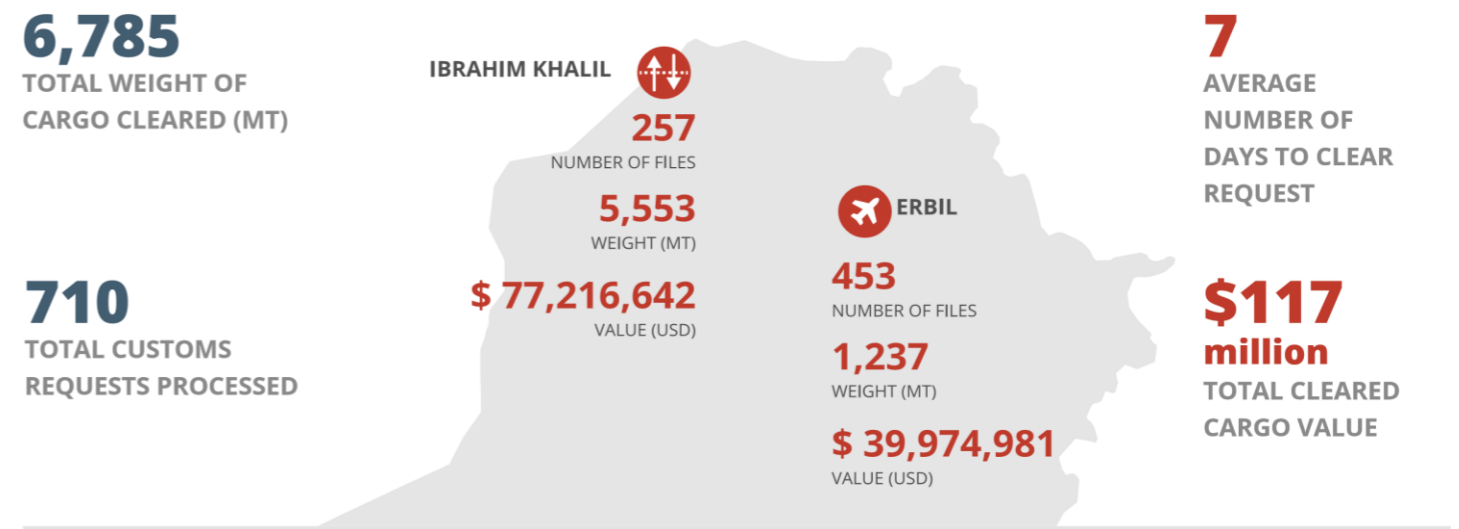 6,785
TOTAL WEIGHT OF
CARGO CLEARED (MT)
710
TOTAL CUSTOMS
REQUESTS PROCESSED
IBRAHIM KHALIL
257
NUMBER OF FILES
5,553
WEIGHT (MT)
$ 77,216,642
VALUE (USD)
ERBIL
453
NUMBER OF FILES
1,237
WEIGHT (MT)
$ 39,974,981
VALUE (USD)
7
AVERAGE
NUMBER OF
DAYS TO CLEAR
REQUEST
$117
million
TOTAL CLEARED
CARGO VALUE